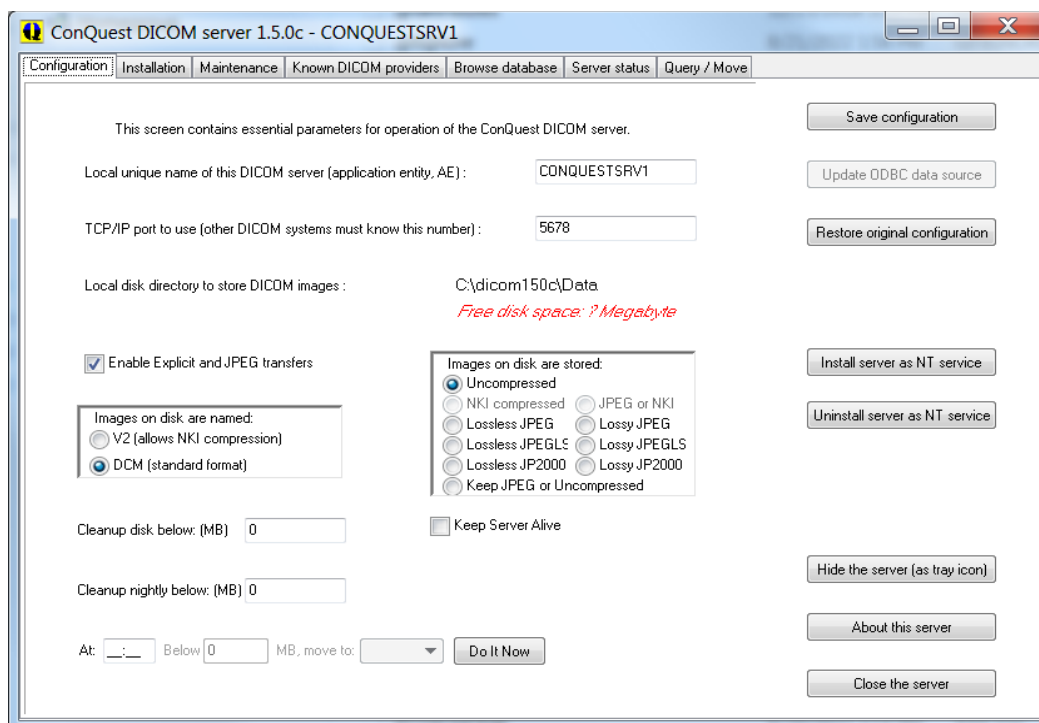 ConQuest DICOM server 1.5.0c - CONQUESTSRV1
Configuration Installation Maintenance Known DICOM providers Browse database Server status Query / Move
This screen contains essential parameters for operation of the ConQuest DICOM server.
Save configuration
Local unique name of this DICOM server (application entity, AE) : CONQUESTSRV1
Update ODBC data source
TCP/IP port to use (other DICOM systems must know this number) : 5678
Restore original configuration
Local disk directory to store DICOM images : C:\dicom150c\Data
Free disk space: ? Megabyte
Enable Explicit and JPEG transfers
Images on disk are stored:
Uncompressed
NKI compressed JPEG or NKI
Lossless JPEG Lossy JPEG
Lossless JPEGLS Lossy JPEGLS
Lossless JP2000 Lossy JP2000
Keep JPEG or Uncompressed
Install server as NT service
Uninstall server as NT service
Images on disk are named:
V2 (allows NKI compression)
DCM (standard format)
Cleanup disk below: (MB) 0
Keep Server Alive
Cleanup nightly below: (MB) 0
Hide the server (as tray icon)
About this server
At: __:__ Below 0 MB, move to: Do It Now
Close the server